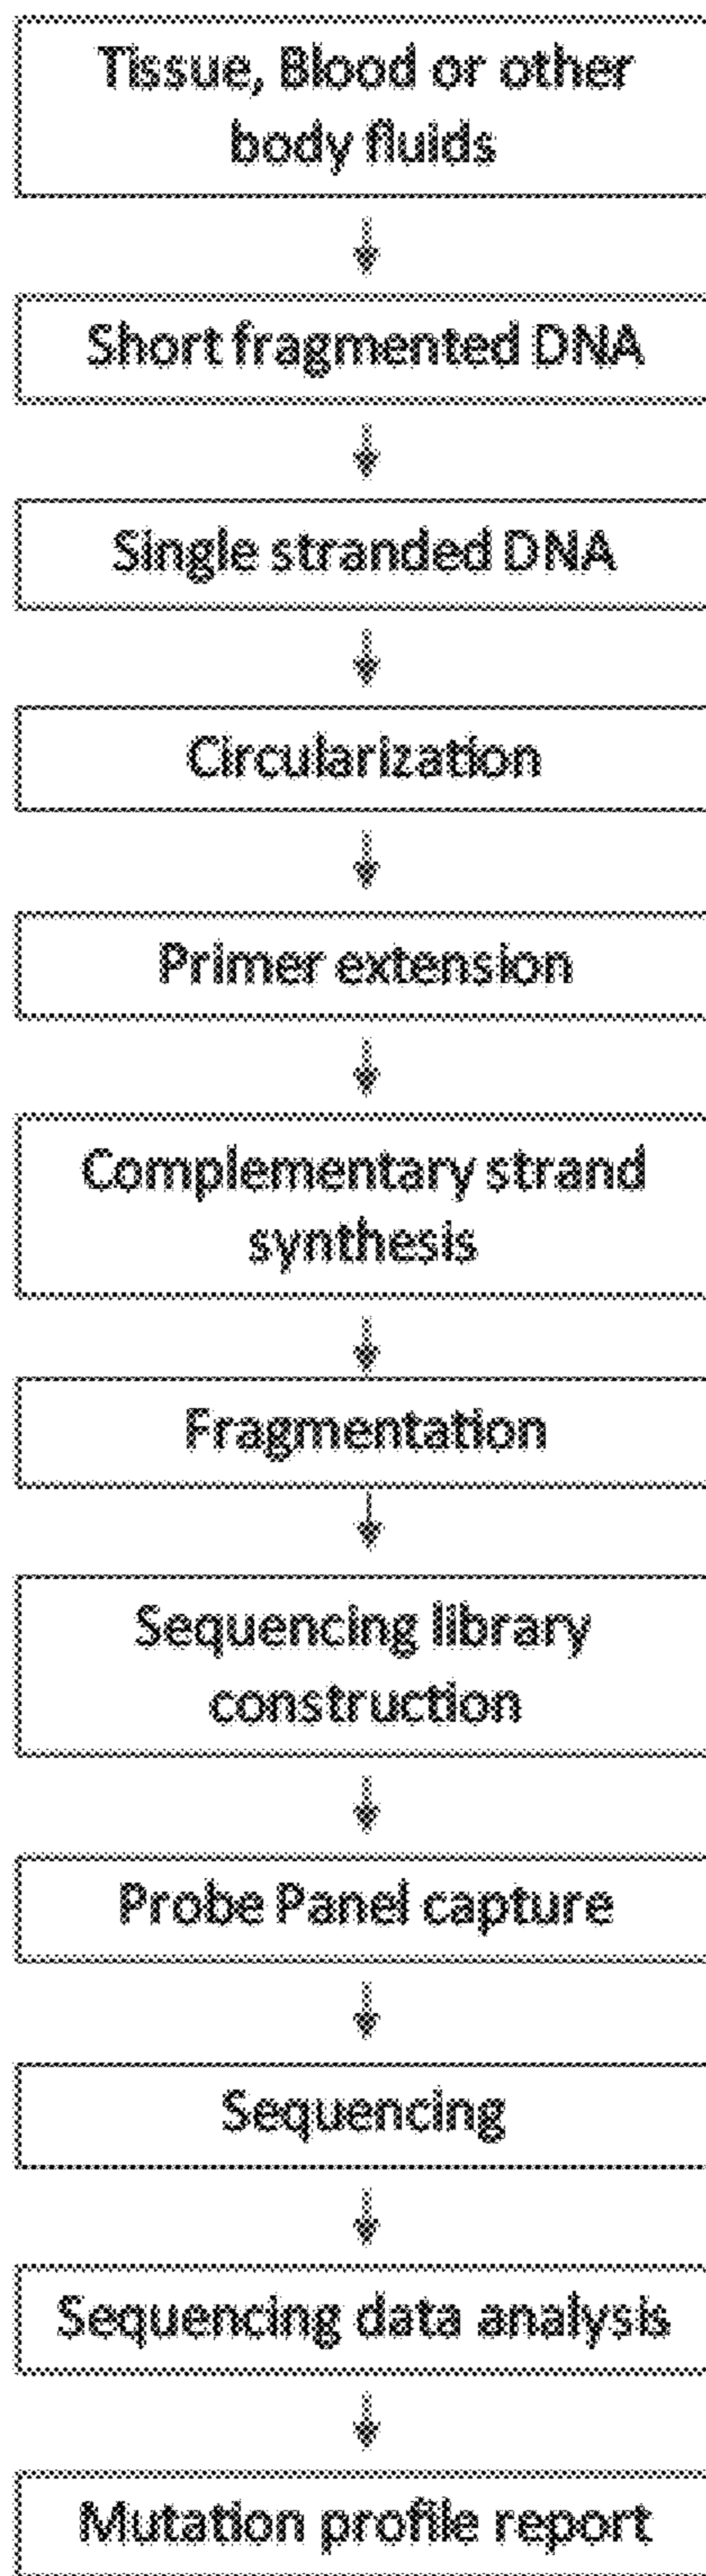 Tissue, Blood or other
body fluids
Short fragmented DNA
Single stranded DNA
Circularization
Primer extension
Complementary strand
synthesis
Fragmentation
Sequencing library
construction
Probe Panel capture
Sequencing
Sequencing data analysis
Mutation profile report